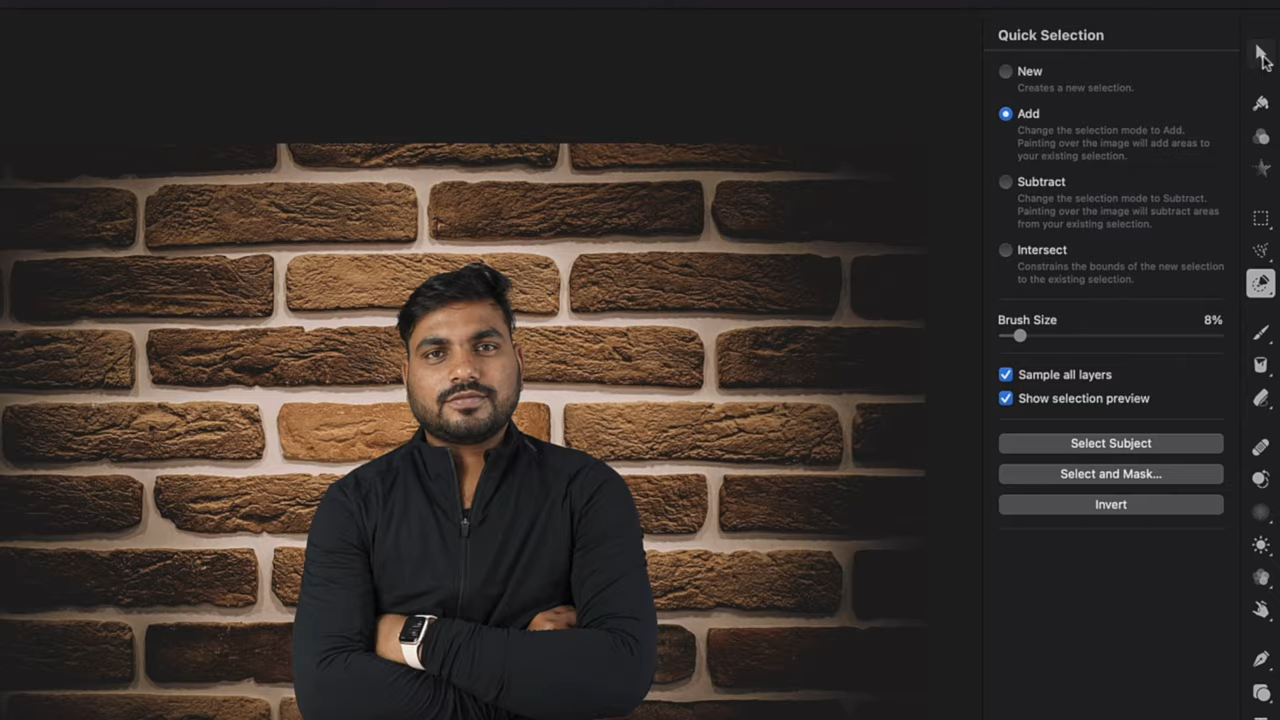 Quick Selection
New
Creates a new selection.
Add
Change the selection mode to Add.
Painting over the image will add areas to
your existing selection.
Subtract
Change the selection mode to Subtract.
Painting over the image will subtract areas
from your existing selection.
Intersect
Constrains the bounds of the new selection
to the existing selection.
Brush Size 8%
Sample all layers
Show selection preview
Select Subject
Select and Mask...
Invert